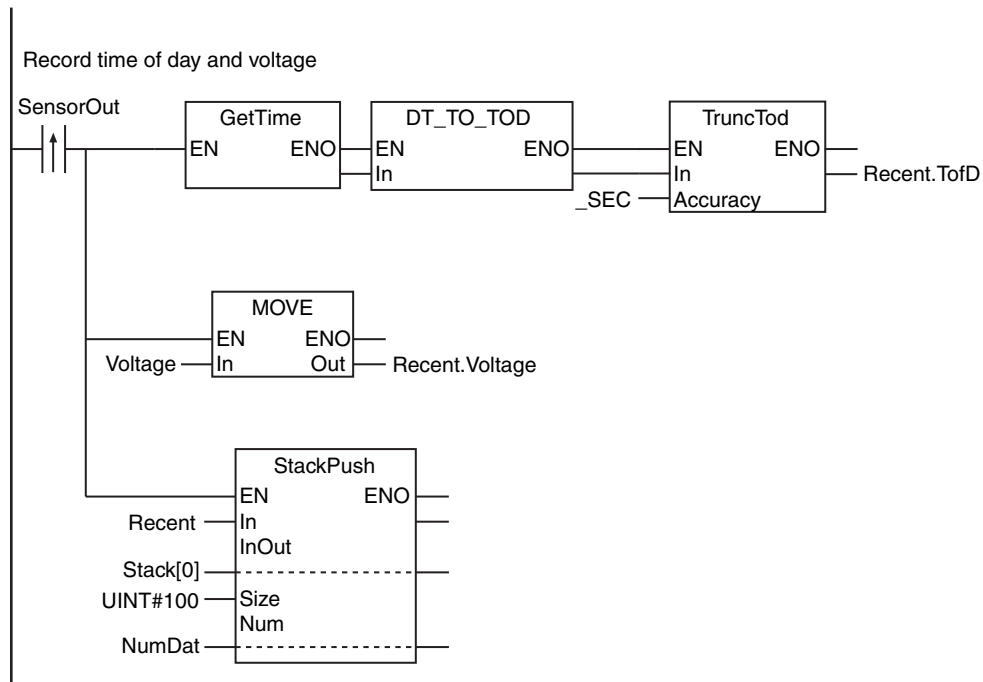 Record time of day and voltage
SensorOut
GetTime
EN ENO
DT_TO_TOD
EN ENO
In
TruncTod
EN ENO
In
_SEC Accuracy
Recent.TofD
MOVE
EN ENO
Voltage In Out Recent.Voltage
StackPush
EN ENO
Recent In
InOut
Stack[0]
UINT#100 Size
Num
NumDat